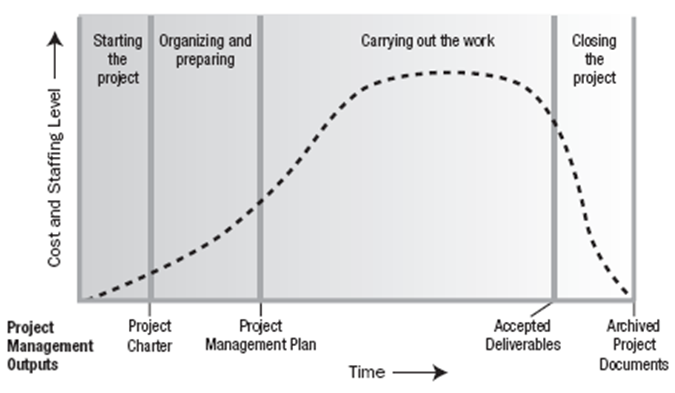 Starting
the
project
Organizing and
preparing
Carrying out the work
Closing
the
project
Cost and Staffing Level
Project
Management
Outputs
Project
Charter
Project
Management Plan
Accepted
Deliverables
Archived
Project
Documents
Time